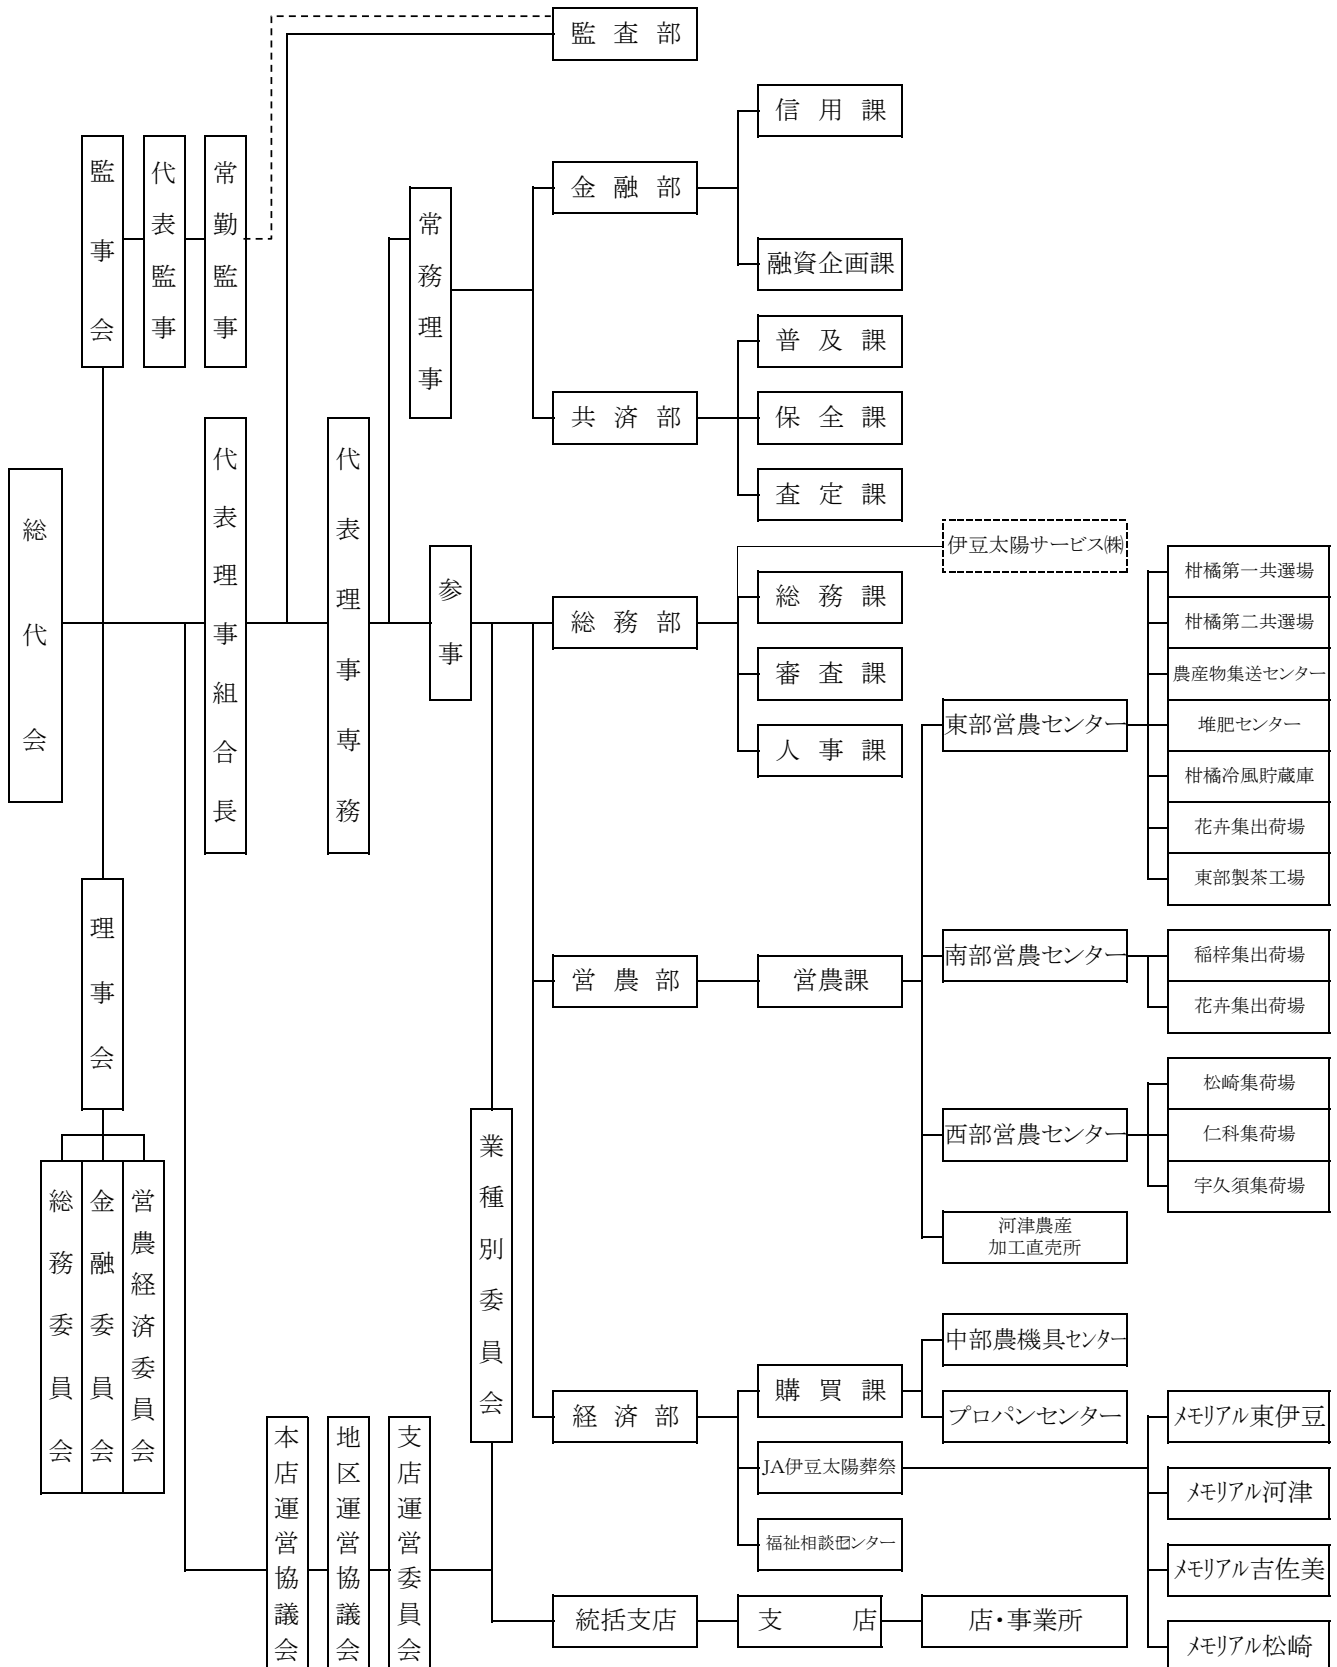 監査部
信用課
監事会
代表監事
常勤監事
金融部
常務理事
融資企画課
普及課
共済部
保全課
査定課
総代会
代表理事組合長
代表理事専務
参事
伊豆太陽サービス㈱
総務部
総務課
審査課
人事課
柑橘第一共選場
柑橘第二共選場
農産物集送センター
東部営農センター
堆肥センター
柑橘冷風貯蔵庫
花卉集出荷場
東部製茶工場
理事会
営農部
営農課
南部営農センター
稲梓集出荷場
花卉集出荷場
松崎集荷場
西部営農センター
仁科集荷場
宇久須集荷場
総務委員会
金融委員会
営農経済委員会
業種別委員会
河津農産
加工直売所
中部農機具センター
購買課
経済部
プロパンセンター
メモリアル東伊豆
JA伊豆太陽葬祭
メモリアル河津
福祉相談センター
メモリアル吉佐美
本店運営協議会
地区運営協議会
支店運営委員会
統括支店
支店
店・事業所
メモリアル松崎